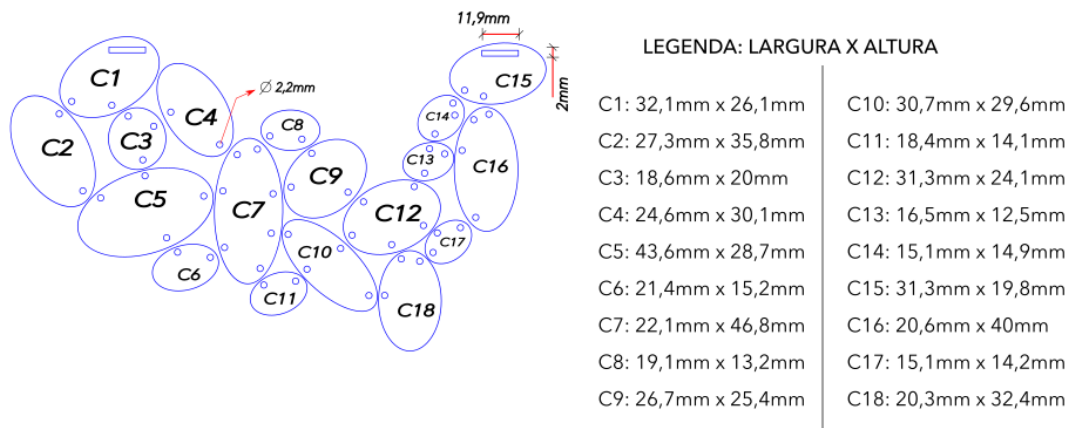 11,9mm
C1
C15
2mm
Ø 2,2mm
C4
C14
C8
C2
C3
C13
C16
C9
C5
C7
C12
C17
C10
C6
C11
C18
LEGENDA: LARGURA X ALTURA
C1: 32,1mm x 26,1mm
C2: 27,3mm x 35,8mm
C3: 18,6mm x 20mm
C4: 24,6mm x 30,1mm
C5: 43,6mm x 28,7mm
C6: 21,4mm x 15,2mm
C7: 22,1mm x 46,8mm
C8: 19,1mm x 13,2mm
C9: 26,7mm x 25,4mm
C10: 30,7mm x 29,6mm
C11: 18,4mm x 14,1mm
C12: 31,3mm x 24,1mm
C13: 16,5mm x 12,5mm
C14: 15,1mm x 14,9mm
C15: 31,3mm x 19,8mm
C16: 20,6mm x 40mm
C17: 15,1mm x 14,2mm
C18: 20,3mm x 32,4mm